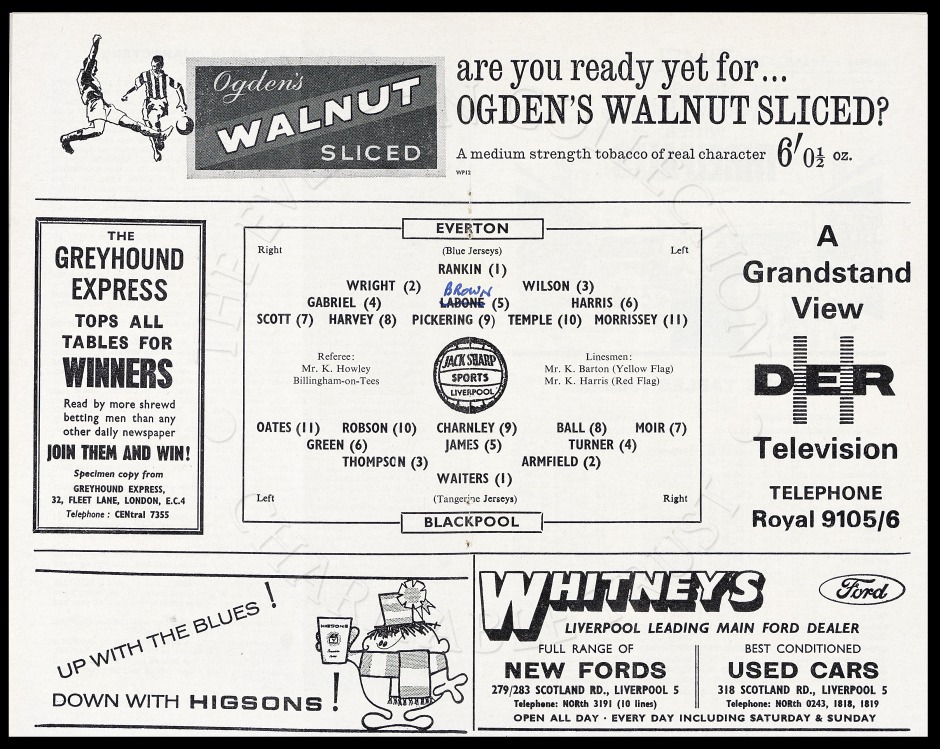 Ogden's
WALNUT
SLICED
are you ready yet for...
OGDEN'S WALNUT SLICED?
A medium strength tobacco of real character 6'0½ oz.
WP12
THE
GREYHOUND
EXPRESS
TOPS ALL
TABLES FOR
WINNERS
Read by more shrewd
betting men than any
other daily newspaper
JOIN THEM AND WIN!
Specimen copy from
GREYHOUND EXPRESS,
32, FLEET LANE, LONDON, E.C.4
Telephone : CENtral 7355
EVERTON
Right (Blue Jerseys) Left
RANKIN (1)
WRIGHT (2) WILSON (3)
BROWN
GABRIEL (4) LABONE (5) HARRIS (6)
SCOTT (7) HARVEY (8) PICKERING (9) TEMPLE (10) MORRISSEY (11)
Referee:
Mr. K. Howley
Billingham-on-Tees
JACK SHARP
SPORTS
LIVERPOOL
Linesmen:
Mr. K. Barton (Yellow Flag)
Mr. K. Harris (Red Flag)
OATES (11) ROBSON (10) CHARNLEY (9) BALL (8) MOIR (7)
GREEN (6) JAMES (5) TURNER (4)
THOMPSON (3) ARMFIELD (2)
WAITERS (1)
Left (Tangerine Jerseys) Right
BLACKPOOL
A
Grandstand
View
DER
Television
TELEPHONE
Royal 9105/6
UP WITH THE BLUES!
DOWN WITH HIGSONS!
HIGSONS
WHITNEY'S
Ford
LIVERPOOL LEADING MAIN FORD DEALER
FULL RANGE OF
NEW FORDS
279/283 SCOTLAND RD., LIVERPOOL 5
Telephone: NORth 3191 (10 lines)
BEST CONDITIONED
USED CARS
318 SCOTLAND RD., LIVERPOOL 5
Telephone: NORth 0243, 1818, 1819
OPEN ALL DAY · EVERY DAY INCLUDING SATURDAY & SUNDAY